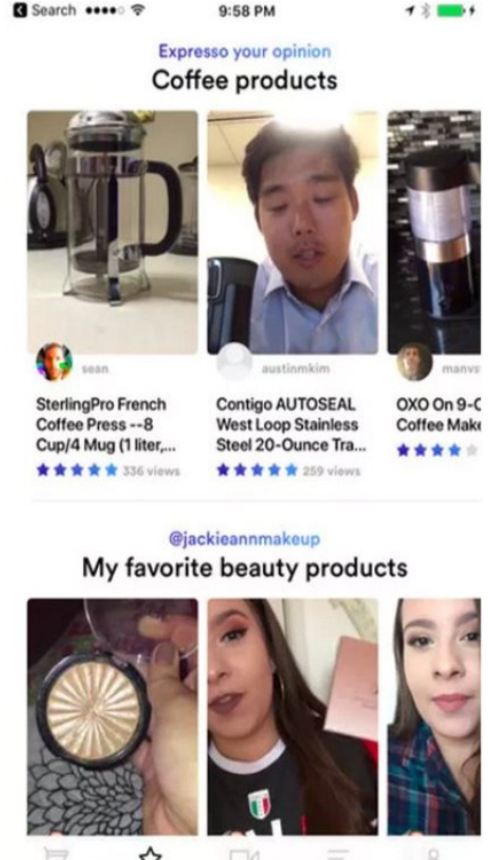 Search
9:58 PM
Expresso your opinion
Coffee products
sean
austinmkim
manvs
SterlingPro French
Coffee Press --8
Cup/4 Mug (1 liter,...
336 views
Contigo AUTOSEAL
West Loop Stainless
Steel 20-Ounce Tra...
259 views
OXO On 9-C
Coffee Make
@jackieannmakeup
My favorite beauty products